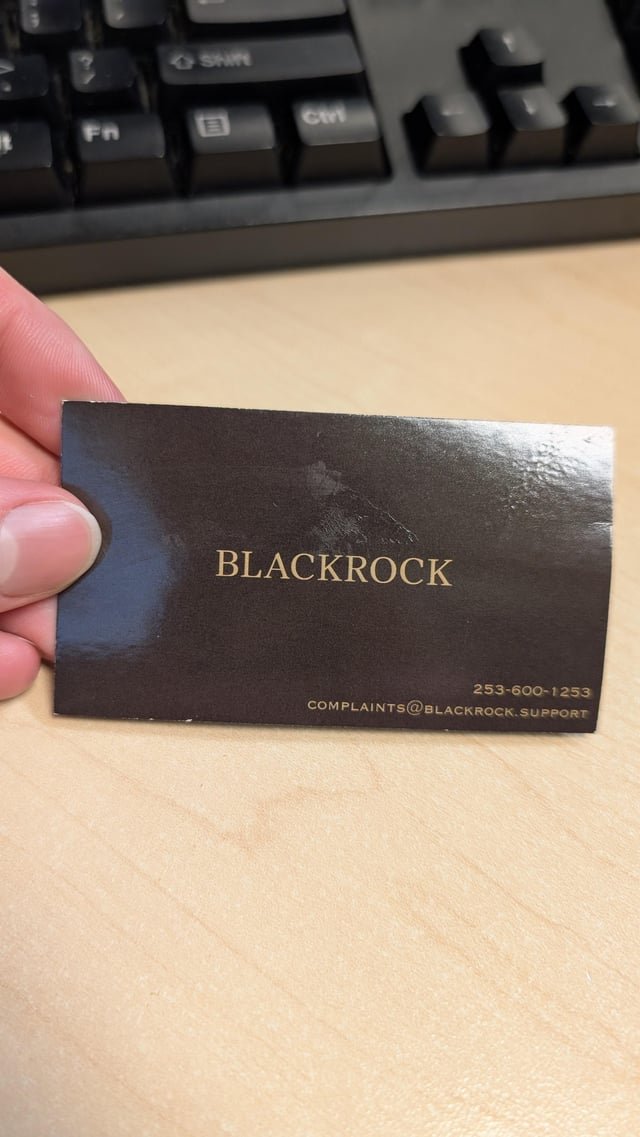 Shift
Fn
Ctrl
BLACKROCK
253-600-1253
COMPLAINTS@BLACKROCK.SUPPORT